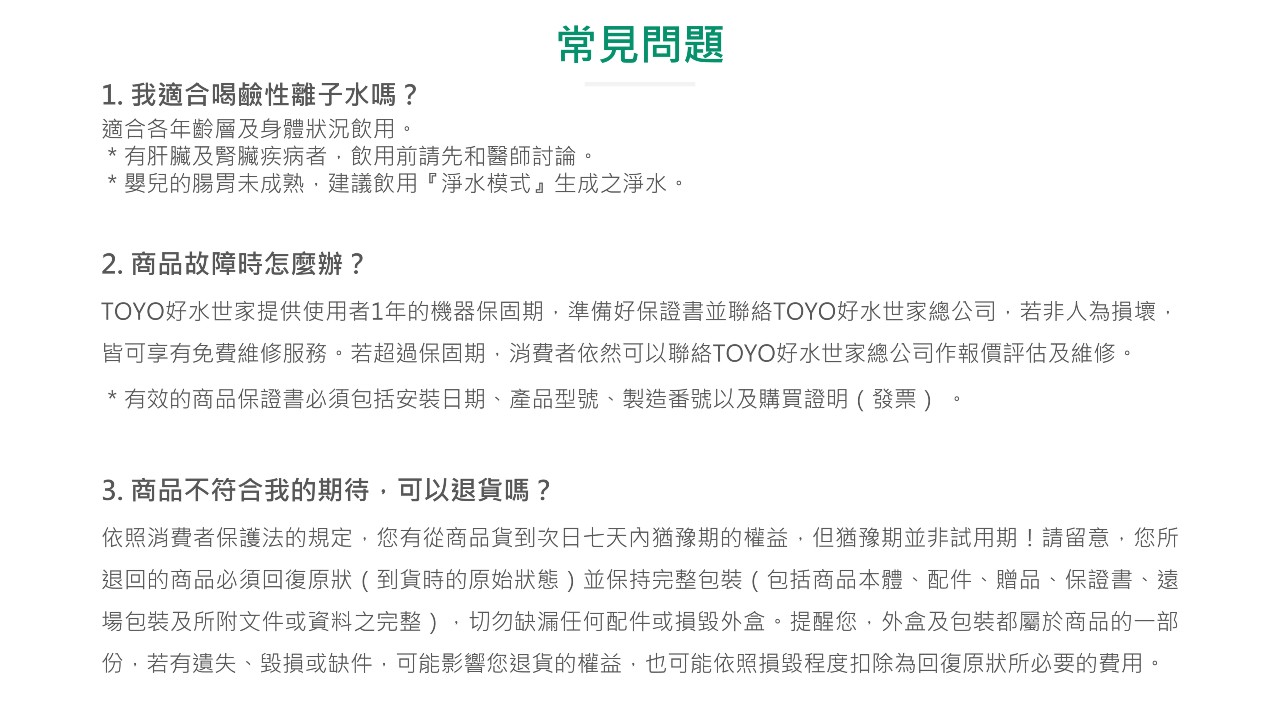 常見問題
1. 我適合喝鹼性離子水嗎？
適合各年齡層及身體狀況飲用。
* 有肝臟及腎臟疾病者，飲用前請先和醫師討論。
* 嬰兒的腸胃未成熟，建議飲用『淨水模式』生成之淨水。
2. 商品故障時怎麼辦？
TOYO好水世家提供使用者1年的機器保固期，準備好保證書並聯絡TOYO好水世家總公司，若非人為損壞，
皆可享有免費維修服務。若超過保固期，消費者依然可以聯絡TOYO好水世家總公司作報價評估及維修。
* 有效的商品保證書必須包括安裝日期、產品型號、製造番號以及購買證明（發票） 。
3. 商品不符合我的期待，可以退貨嗎？
依照消費者保護法的規定，您有從商品貨到次日七天內猶豫期的權益，但猶豫期並非試用期！請留意，您所
退回的商品必須回復原狀（到貨時的原始狀態）並保持完整包裝（包括商品本體、配件、贈品、保證書、遠
場包裝及所附文件或資料之完整），切勿缺漏任何配件或損毀外盒。提醒您，外盒及包裝都屬於商品的一部
份，若有遺失、毀損或缺件，可能影響您退貨的權益，也可能依照損毀程度扣除為回復原狀所必要的費用。